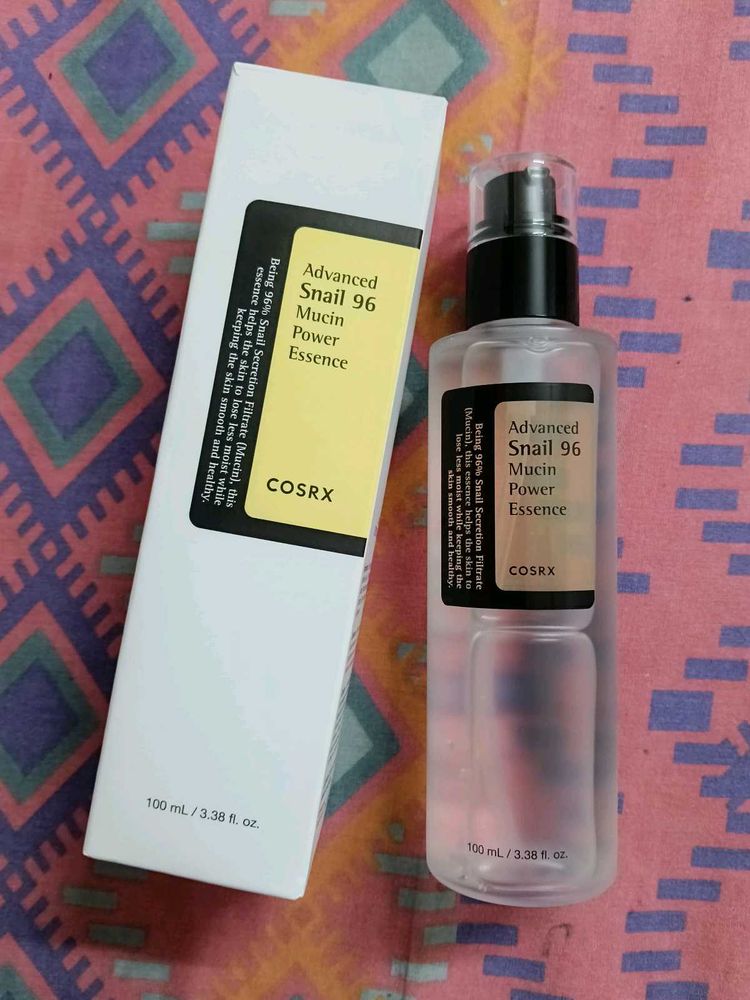 Advanced
Snail 96
Mucin
Power
Essence
Being 96% Snail Secretion Filtrate (Mucin), this
essence helps the skin to lose less moist while
keeping the skin smooth and healthy.
COSRX
100 mL / 3.38 fl. oz.
Advanced
Snail 96
Mucin
Power
Essence
Being 96% Snail Secretion Filtrate
(Mucin), this essence helps the skin to
lose less moist while keeping the
skin smooth and healthy.
COSRX
100 mL / 3.38 fl. oz.